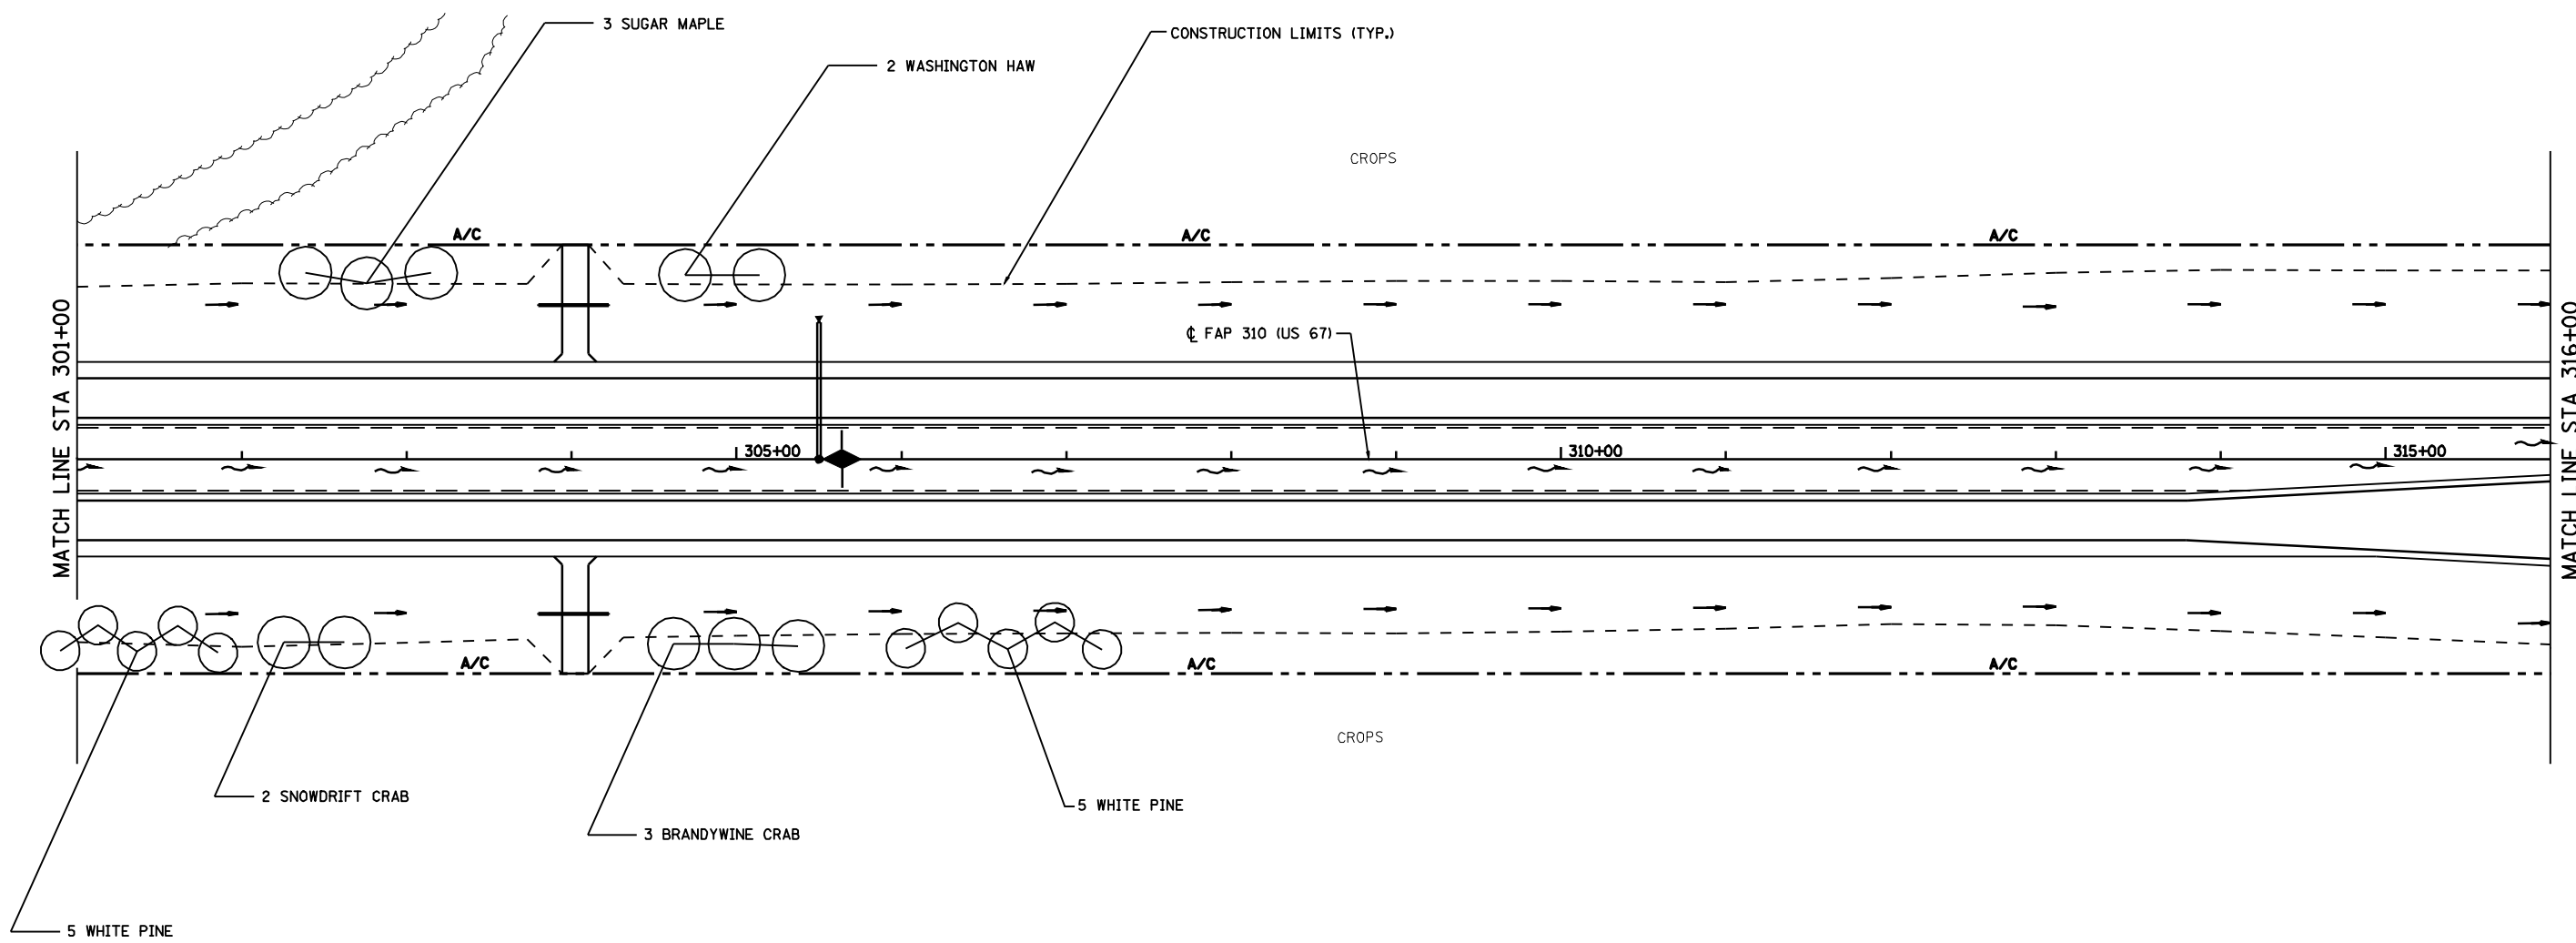 3 SUGAR MAPLE
CONSTRUCTION LIMITS (TYP.)
2 WASHINGTON HAW
CROPS
A/C
A/C
A/C
MATCH LINE STA 301+00
MATCH LINE STA 316+00
℄ FAP 310 (US 67)
305+00
310+00
315+00
A/C
A/C
A/C
CROPS
2 SNOWDRIFT CRAB
5 WHITE PINE
3 BRANDYWINE CRAB
5 WHITE PINE